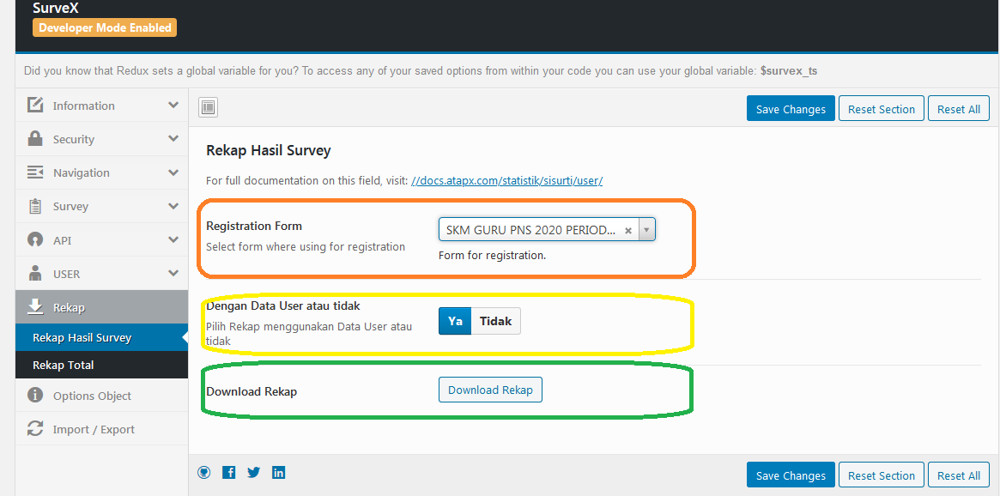 SurveX
Developer Mode Enabled
Did you know that Redux sets a global variable for you? To access any of your saved options from within your code you can use your global variable: $survex_ts
Information
Security
Navigation
Survey
API
USER
Rekap
Rekap Hasil Survey
Rekap Total
Options Object
Import / Export
Save Changes
Reset Section
Reset All
Rekap Hasil Survey
For full documentation on this field, visit: //docs.atapx.com/statistik/sisurti/user/
Registration Form
Select form where using for registration
SKM GURU PNS 2020 PERIOD... ×
Form for registration.
Dengan Data User atau tidak
Pilih Rekap menggunakan Data User atau
tidak
Ya
Tidak
Download Rekap
Download Rekap
Save Changes
Reset Section
Reset All